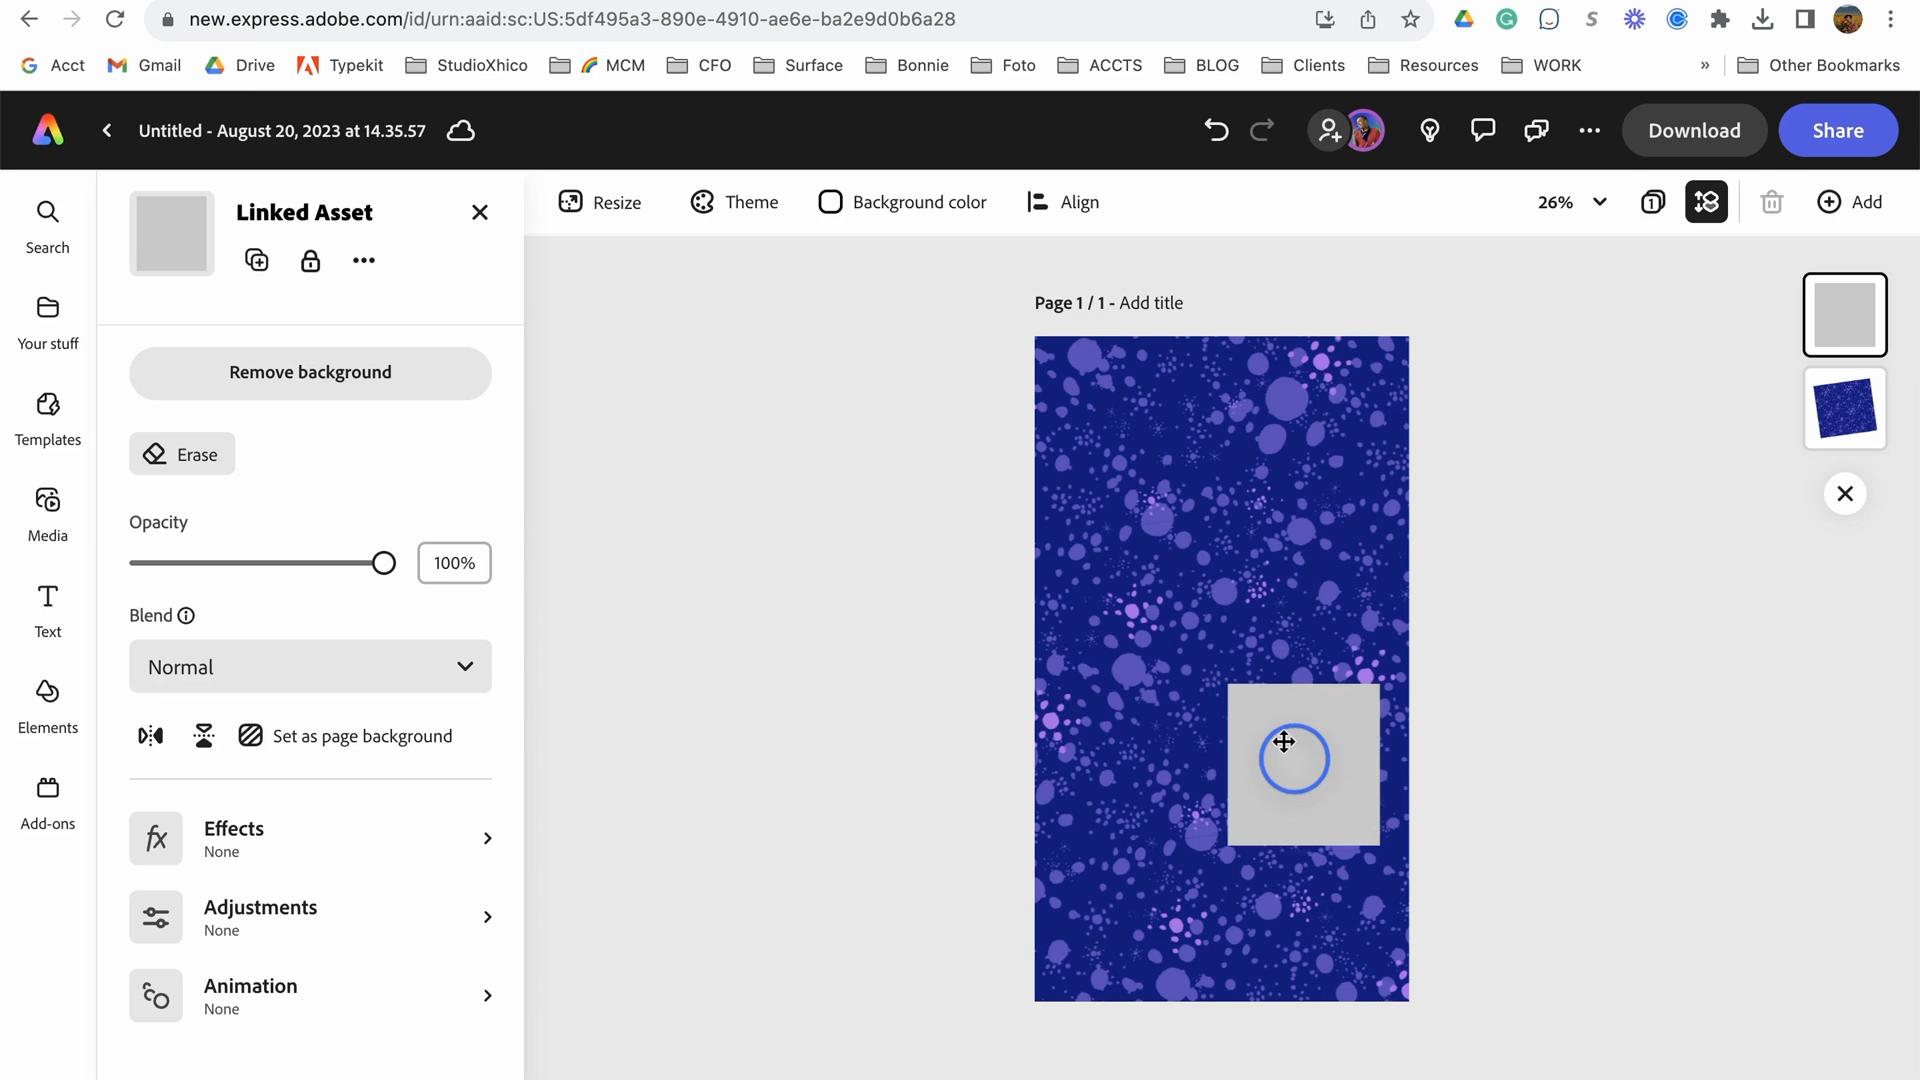 new.express.adobe.com/id/urn:aaid:sc:US:5df495a3-890e-4910-ae6e-ba2e9d0b6a28
Acct
Gmail
Drive
Typekit
StudioXhico
MCM
CFO
Surface
Bonnie
Foto
ACCTS
BLOG
Clients
Resources
WORK
»
Other Bookmarks
Untitled - August 20, 2023 at 14.35.57
Download
Share
Search
Your stuff
Templates
Media
Text
Elements
Add-ons
Linked Asset
Remove background
Erase
Opacity
100%
Blend
Normal
Set as page background
fx
Effects
None
Adjustments
None
Animation
None
Resize
Theme
Background color
Align
26%
1
Add
Page 1 / 1 - Add title